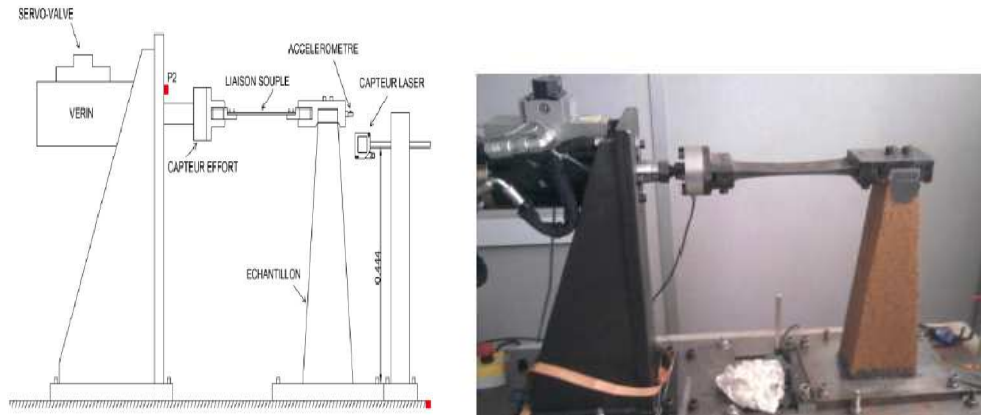 SERVO-VALVE
VERIN
P2
CAPTEUR EFFORT
LIAISON SOUPLE
ACCELEROMETRE
CAPTEUR LASER
ECHANTILLON
0.444